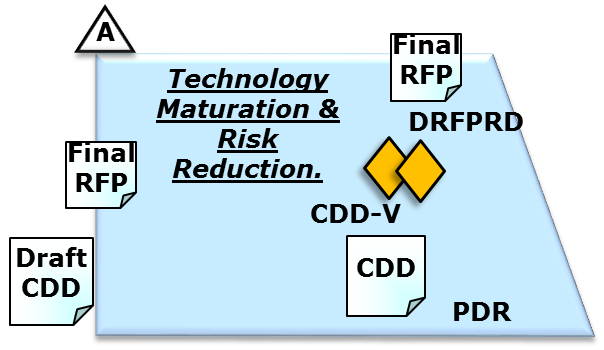 A
Technology
Maturation &
Risk
Reduction.
Final
RFP
DRFPRD
Final
RFP
CDD-V
Draft
CDD
CDD
PDR